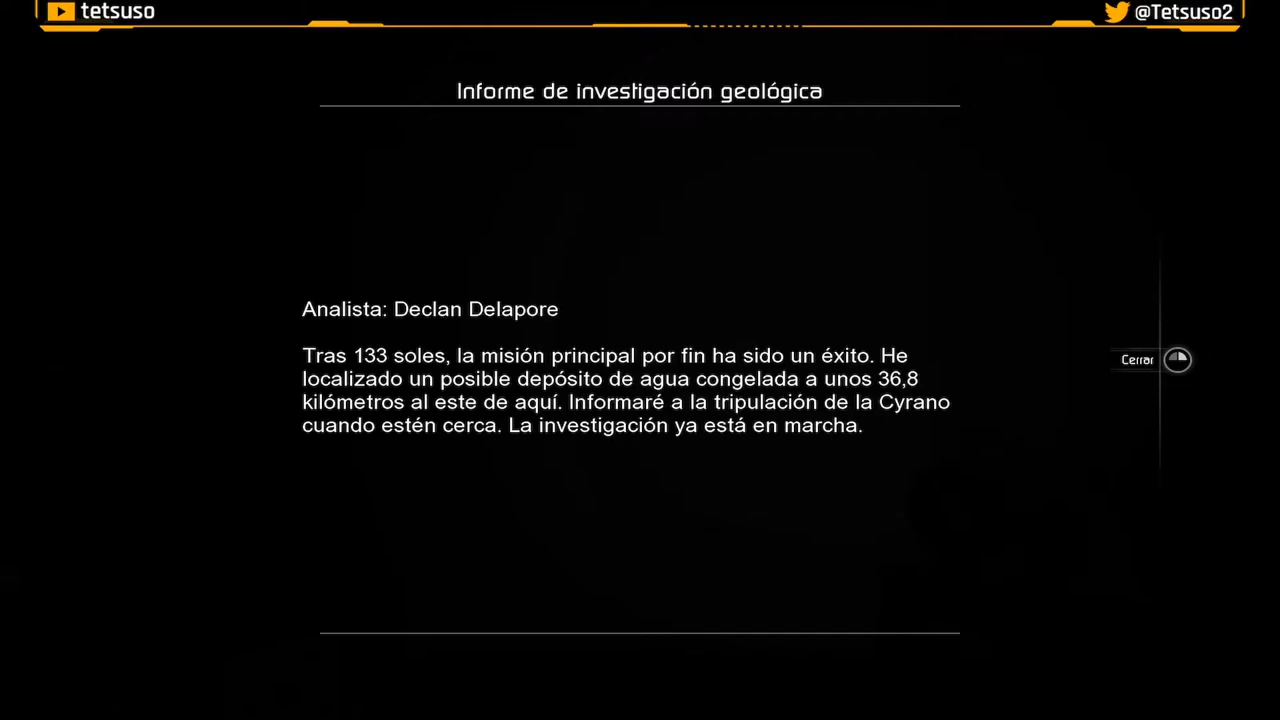 tetsuso
@Tetsuso2
Informe de investigación geológica
Analista: Declan Delapore
Tras 133 soles, la misión principal por fin ha sido un éxito. He
localizado un posible depósito de agua congelada a unos 36,8
kilómetros al este de aquí. Informaré a la tripulación de la Cyrano
cuando estén cerca. La investigación ya está en marcha.
Cerrar